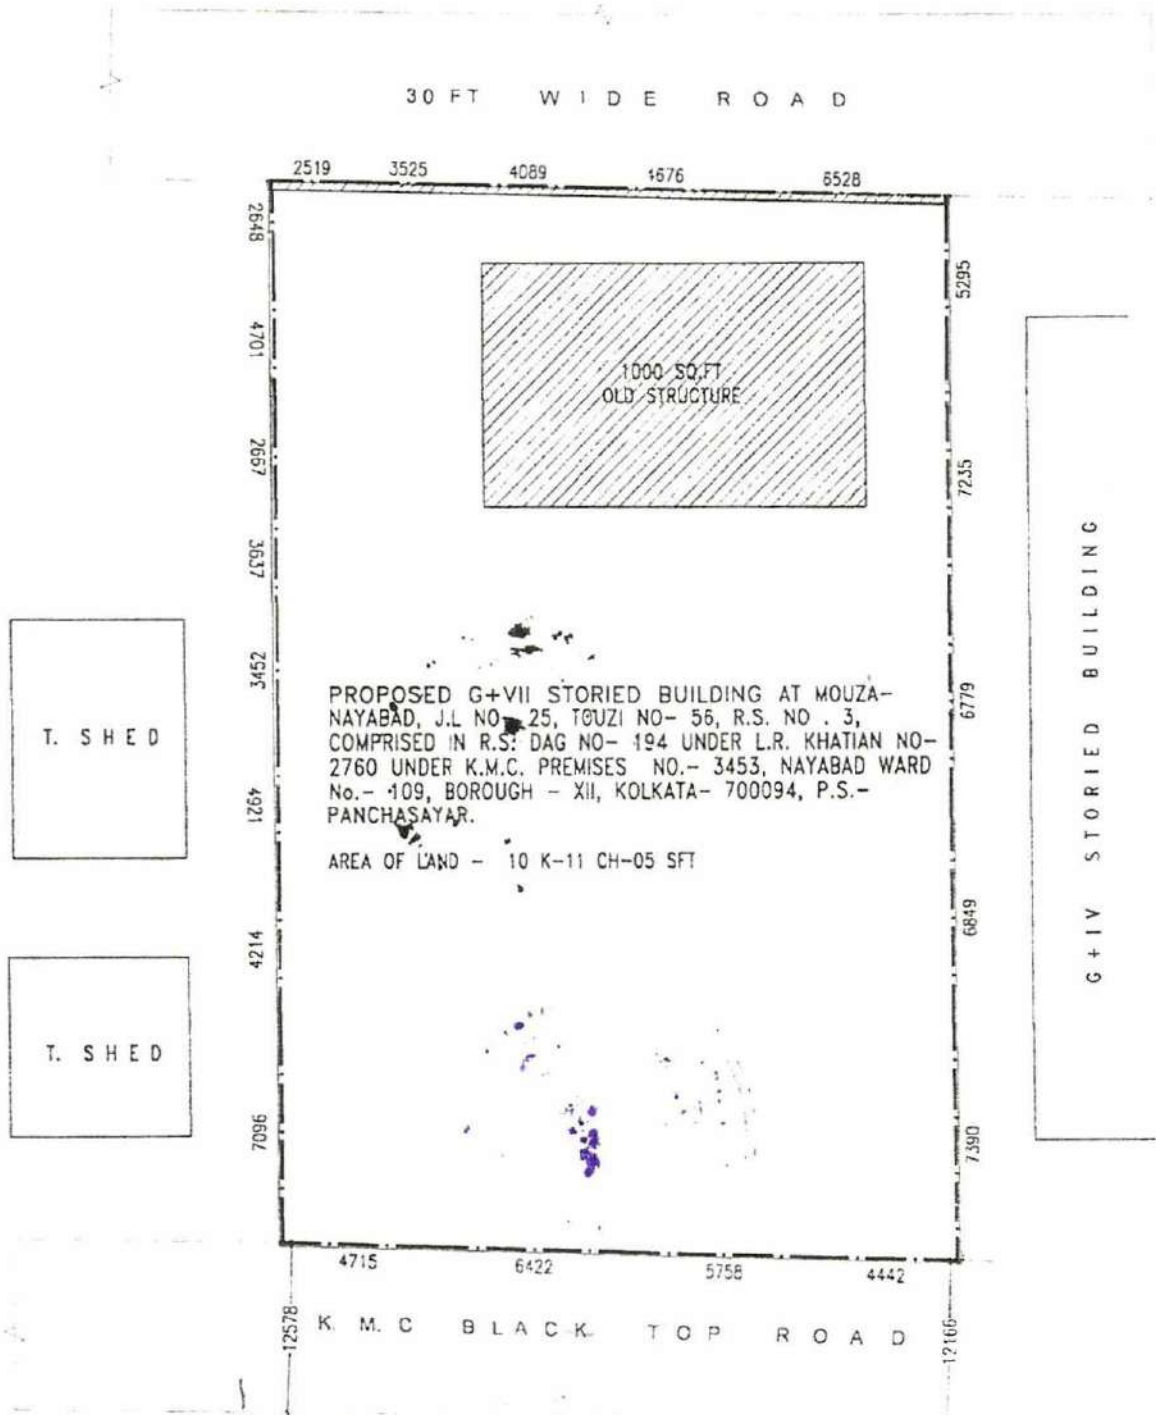 30 FT WIDE ROAD
2519 3525 4089 4676 6528
2648
4701
2667
3637
3452
4921
4214
7096
5295
7235
6779
6849
7390
1000 SQ.FT
OLD STRUCTURE
T. SHED
T. SHED
G+IV STORIED BUILDING
PROPOSED G+VII STORIED BUILDING AT MOUZA-
NAYABAD, J.L NO- 25, TOUZI NO- 56, R.S. NO . 3,
COMPRISED IN R.S. DAG NO- 194 UNDER L.R. KHATIAN NO-
2760 UNDER K.M.C. PREMISES NO.- 3453, NAYABAD WARD
No.- 109, BOROUGH - XII, KOLKATA- 700094, P.S.-
PANCHASAYAR.
AREA OF LAND - 10 K-11 CH-05 SFT
4715 6422 5758 4442
12578
K. M. C BLACK TOP ROAD
12166